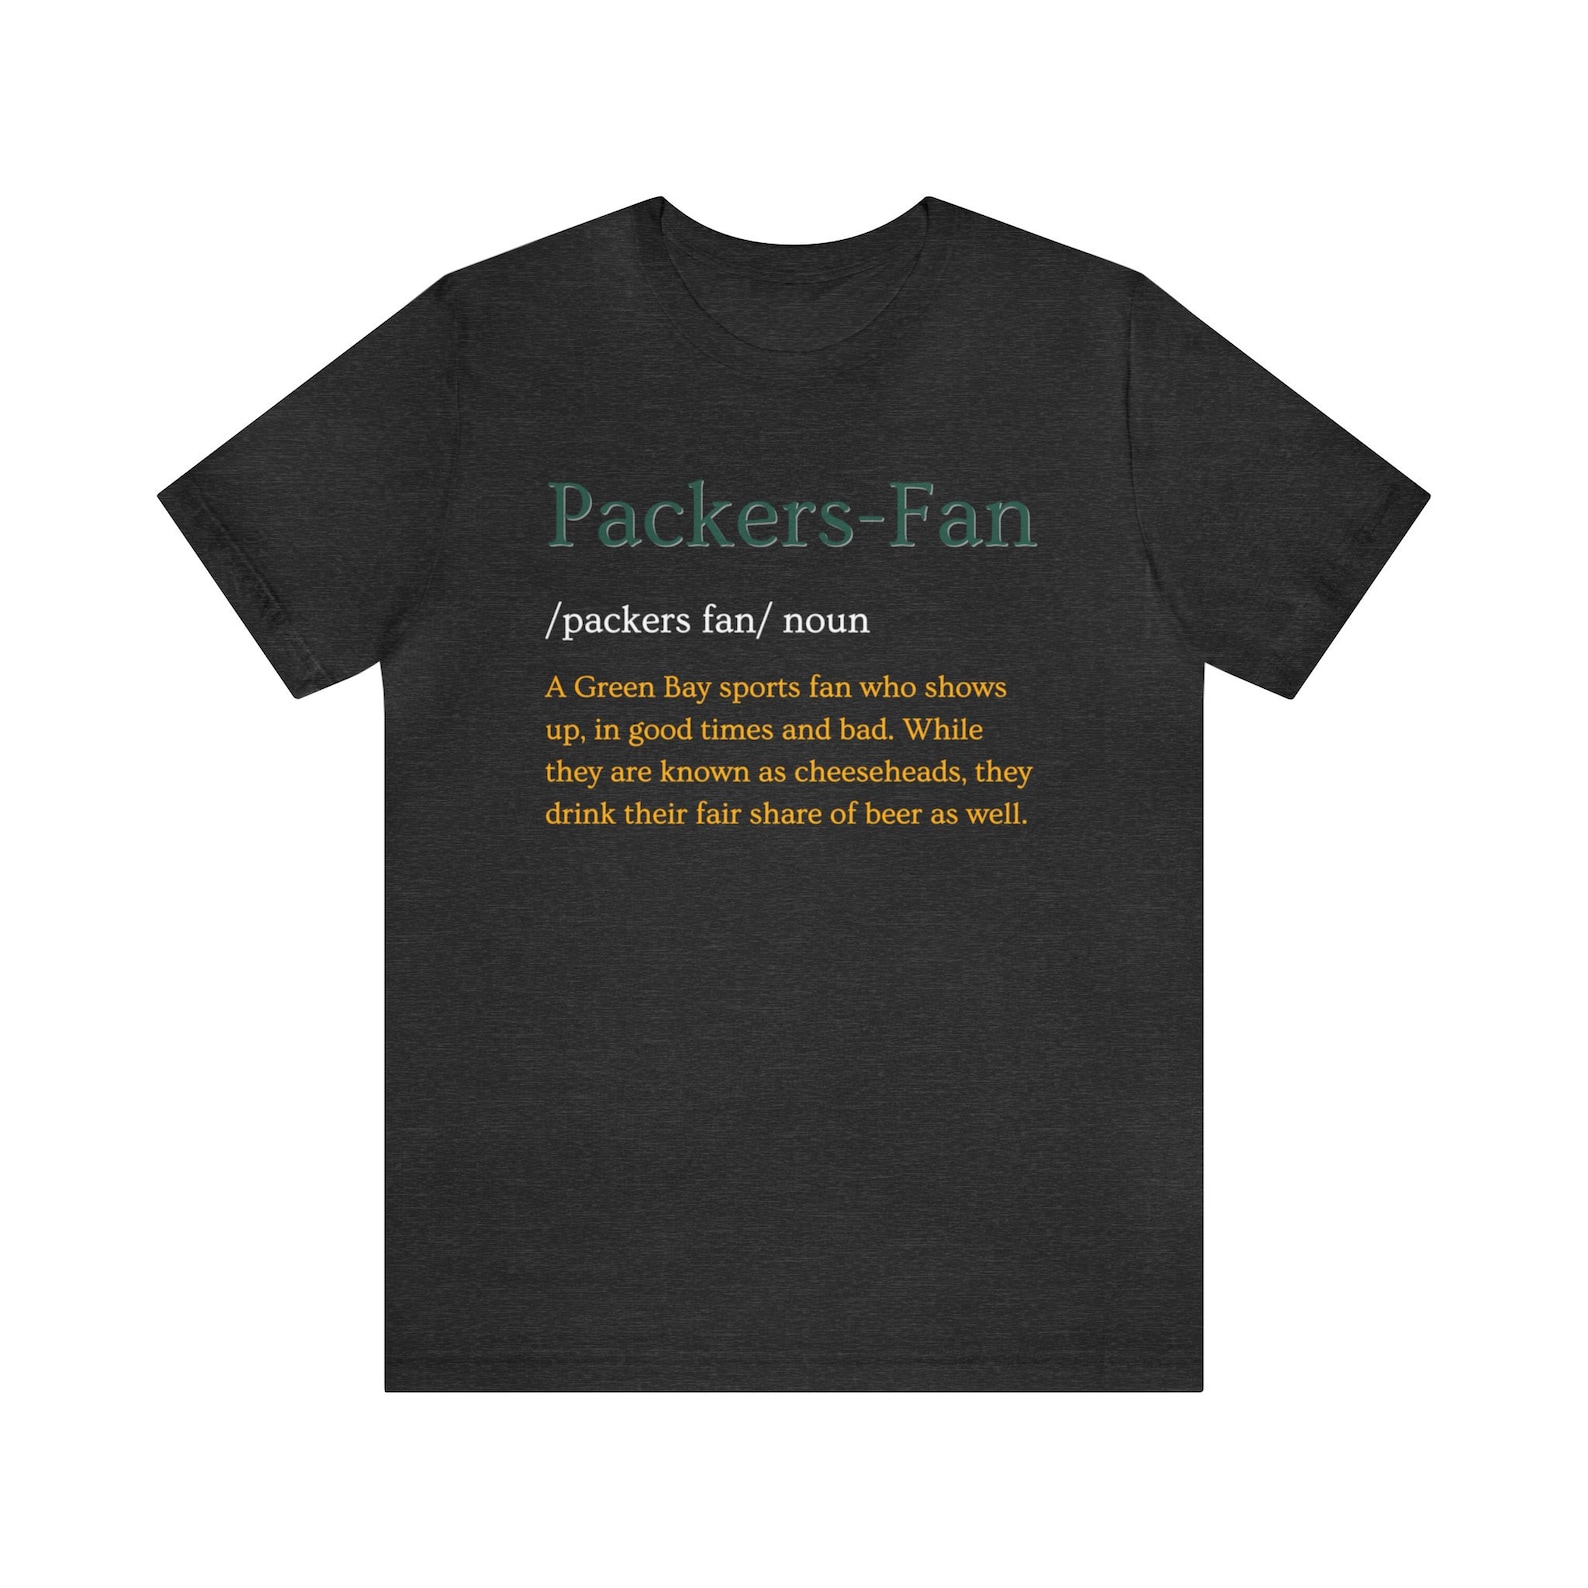 Packers-Fan
/packers fan/ noun
A Green Bay sports fan who shows
up, in good times and bad. While
they are known as cheeseheads, they
drink their fair share of beer as well.